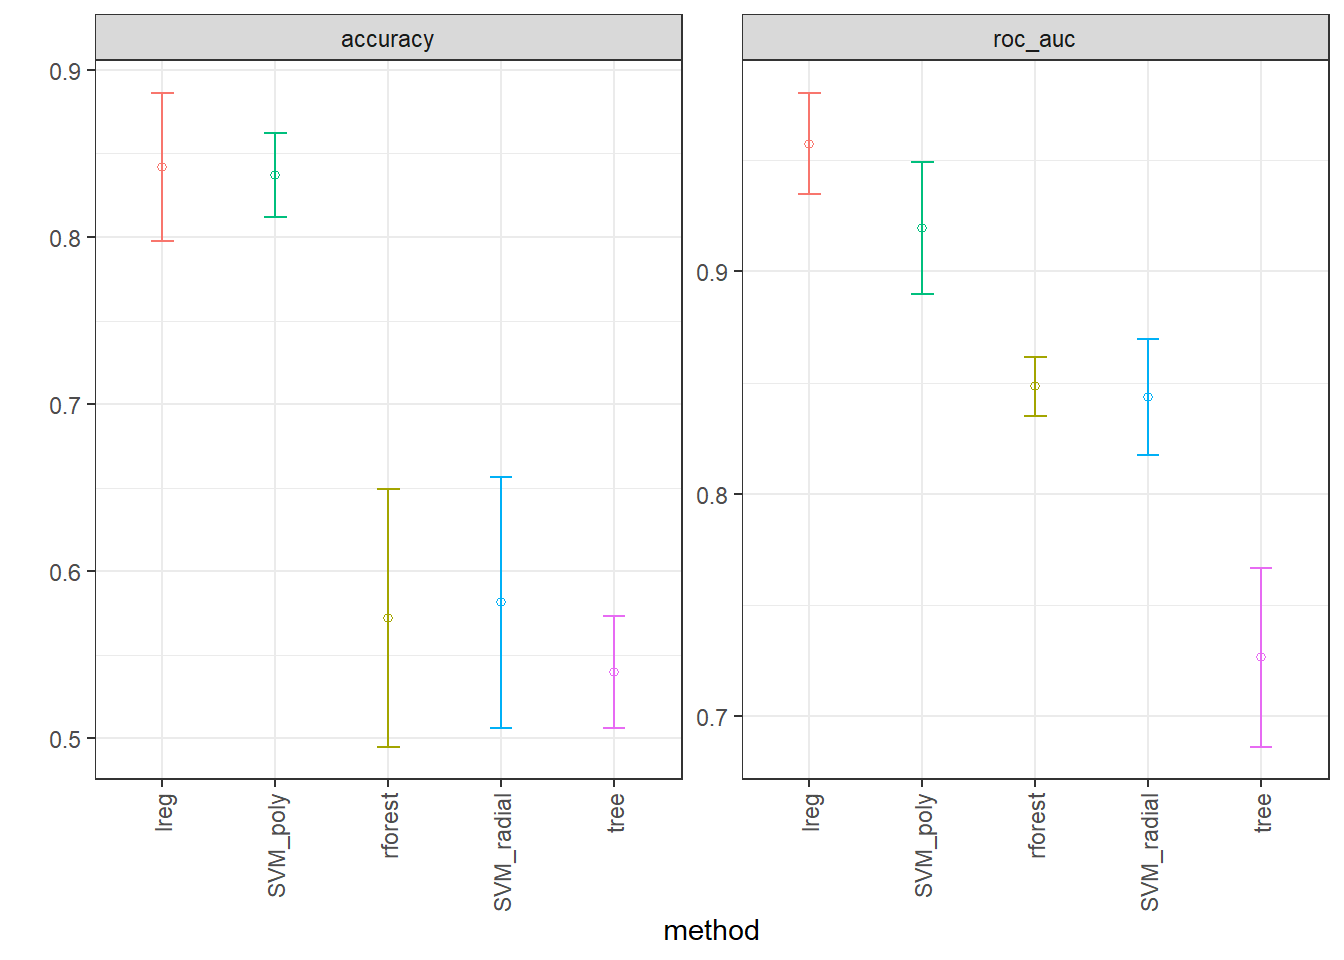 accuracy
roc_auc
0.9
0.8
0.7
0.6
0.5
0.9
0.8
0.7
lreg
SVM_poly
rforest
SVM_radial
tree
lreg
SVM_poly
rforest
SVM_radial
tree
method